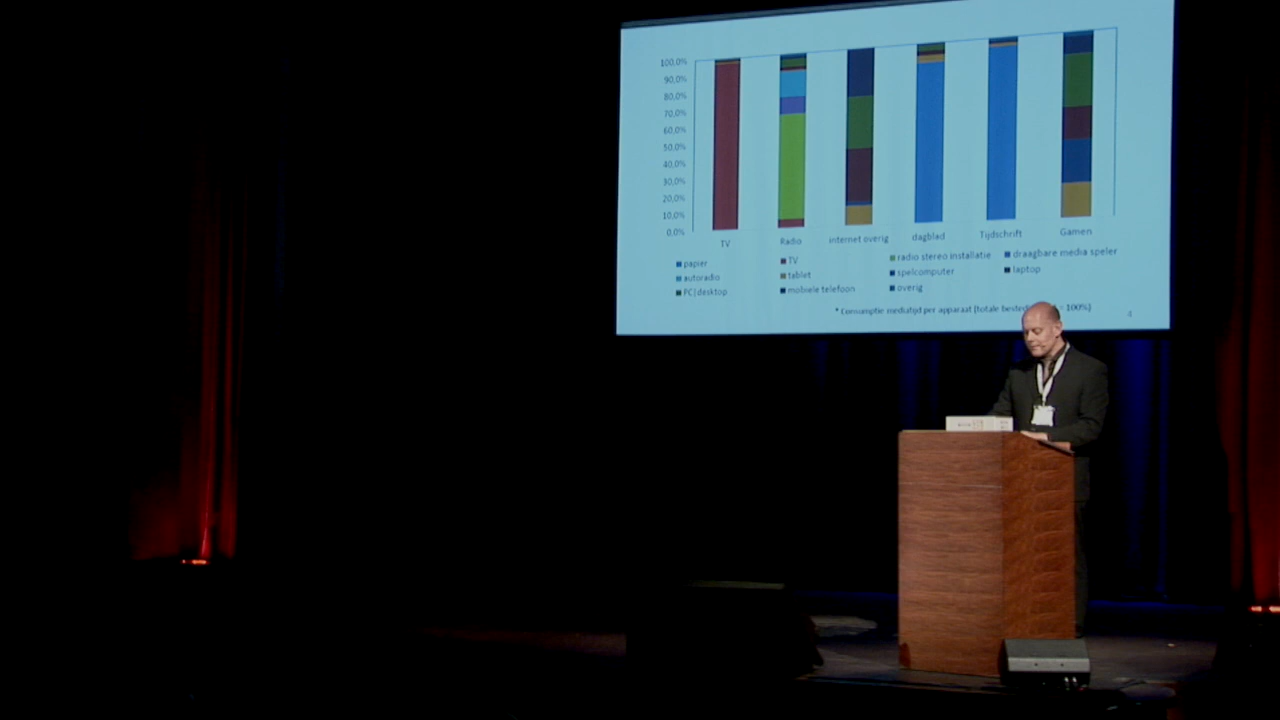 100,0%
90,0%
80,0%
70,0%
60,0%
50,0%
40,0%
30,0%
20,0%
10,0%
0,0%
TV Radio internet overig dagblad Tijdschrift Gamen
papier TV radio stereo installatie draagbare media speler
autoradio tablet spelcomputer laptop
PC|desktop mobiele telefoon overig
* Consumptie mediatijd per apparaat (totale 100%)
4